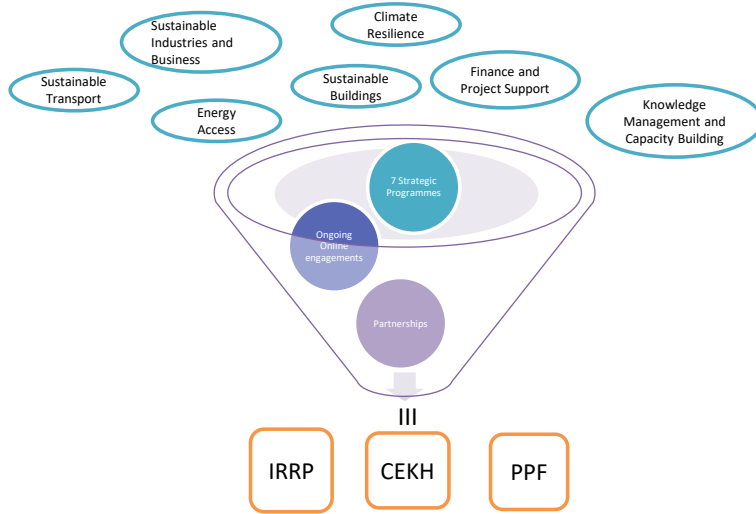 Sustainable
Industries and
Business
Climate
Resilience
Sustainable
Transport
Energy
Access
Sustainable
Buildings
Finance and
Project Support
Knowledge
Management and
Capacity Building
7 Strategic
Programmes
Ongoing
Online
engagements
Partnerships
III
IRRP
CEKH
PPF